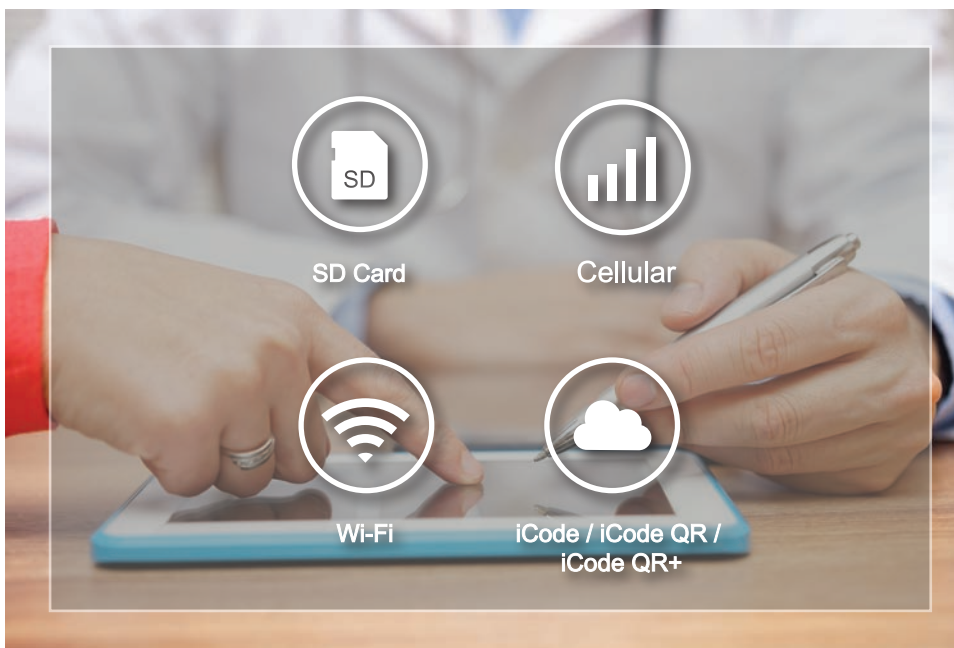 SD
SD Card
Cellular
Wi-Fi
iCode / iCode QR /
iCode QR+